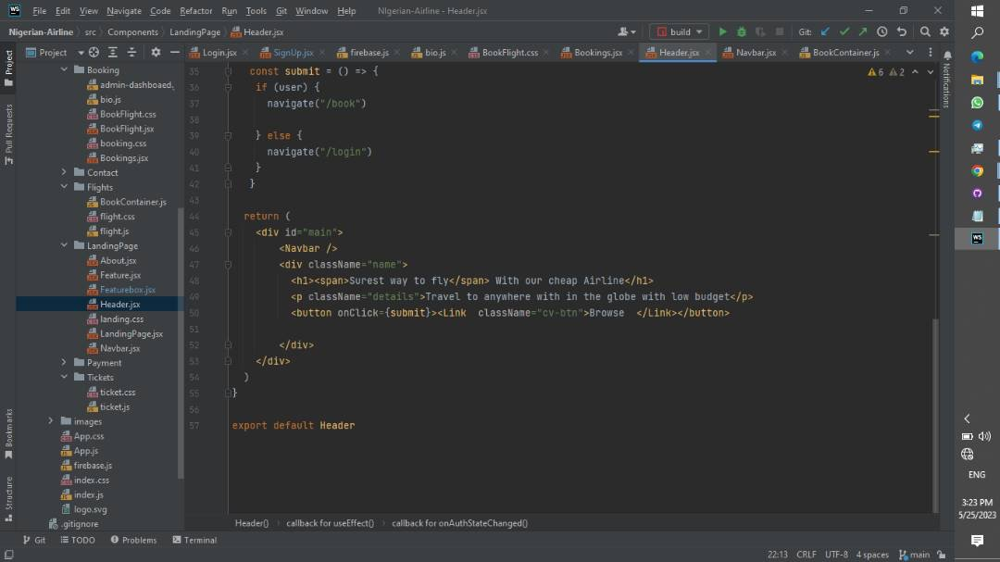 WS File Edit View Navigate Code Refactor Run Tools Git Window Help NIgerian-Airline - Header.jsx
Nigerian-Airline src Components LandingPage Header.jsx build Git:
Project Login.jsx SignUp.jsx firebase.js bio.js BookFlight.css Bookings.jsx Header.jsx Navbar.jsx BookContainer.js
Project
Pull Requests
Bookmarks
Structure
Booking
admin-dashboaed.
bio.js
BookFlight.css
BookFlight.jsx
booking.css
Bookings.jsx
Contact
Flights
BookContainer.js
flight.css
flight.js
LandingPage
About.jsx
Feature.jsx
Featurebox.jsx
Header.jsx
landing.css
LandingPage.jsx
Navbar.jsx
Payment
Tickets
ticket.css
ticket.js
images
App.css
App.js
firebase.js
index.css
index.js
logo.svg
.gitignore
6 2
35 const submit = () => {
36 if (user) {
37 navigate("/book")
38
39 } else {
40 navigate("/login")
41 }
42 }
43
44 return (
45 <div id="main">
46 <Navbar />
47 <div className="name">
48 <h1><span>Surest way to fly</span> With our cheap Airline</h1>
49 <p className="details">Travel to anywhere with in the globe with low budget</p>
50 <button onClick={submit}><Link className="cv-btn">Browse </Link></button>
51
52 </div>
53 </div>
54 )
55 }
56
57 export default Header
Header() callback for useEffect() callback for onAuthStateChanged()
Git TODO Problems Terminal
22:13 CRLF UTF-8 4 spaces main
Notifications
WS
ENG
3:23 PM
5/25/2023